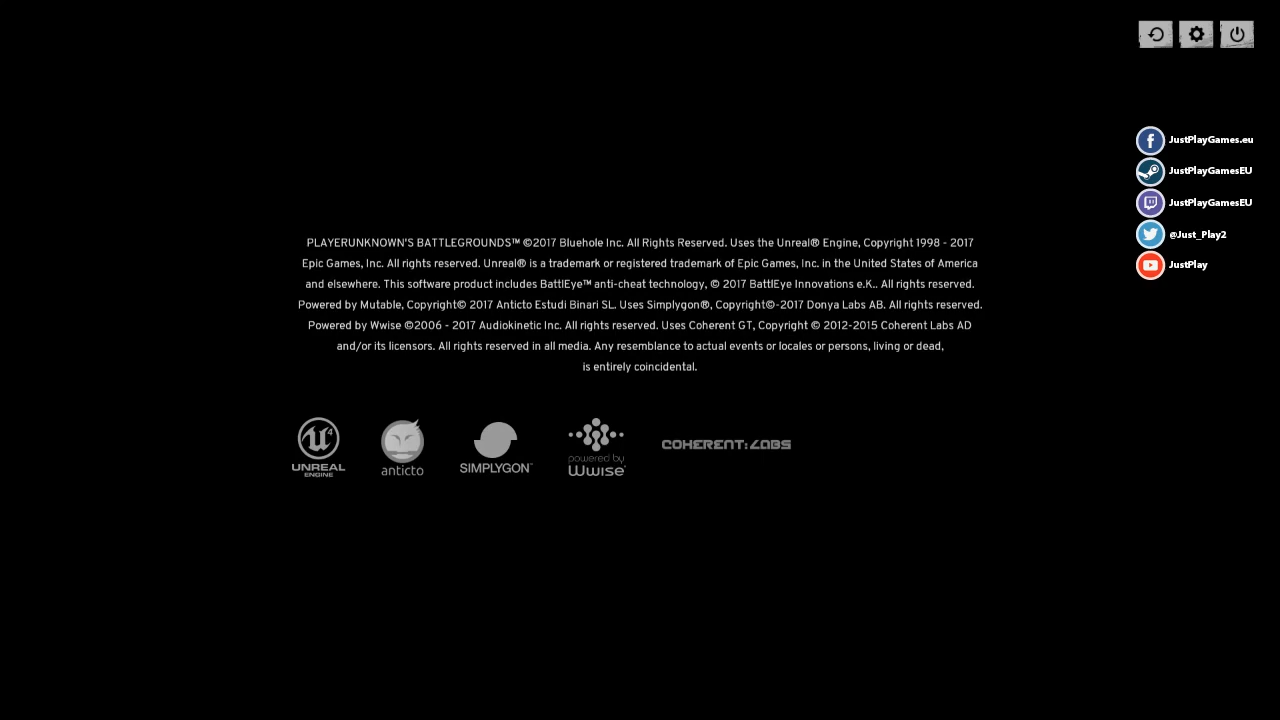 JustPlayGames.eu
JustPlayGamesEU
JustPlayGamesEU
@Just_Play2
JustPlay
PLAYERUNKNOWN'S BATTLEGROUNDS™ ©2017 Bluehole Inc. All Rights Reserved. Uses the Unreal® Engine, Copyright 1998 - 2017
Epic Games, Inc. All rights reserved. Unreal® is a trademark or registered trademark of Epic Games, Inc. in the United States of America
and elsewhere. This software product includes BattlEye™ anti-cheat technology, © 2017 BattlEye Innovations e.K.. All rights reserved.
Powered by Mutable, Copyright© 2017 Anticto Estudi Binari SL. Uses Simplygon®, Copyright©-2017 Donya Labs AB. All rights reserved.
Powered by Wwise ©2006 - 2017 Audiokinetic Inc. All rights reserved. Uses Coherent GT, Copyright © 2012-2015 Coherent Labs AD
and/or its licensors. All rights reserved in all media. Any resemblance to actual events or locales or persons, living or dead,
is entirely coincidental.
UNREAL
ENGINE
anticto
SIMPLYGON™
powered by
Wwise
COHERENT:LABS